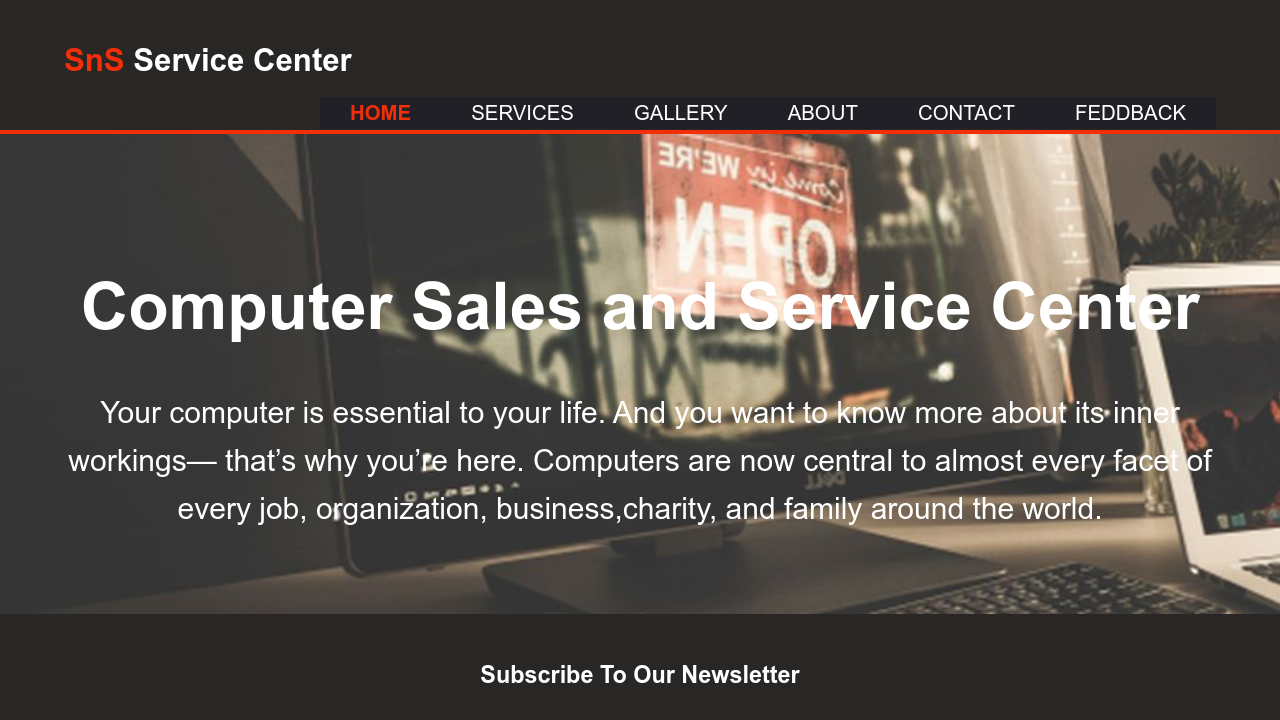 SnS Service Center
HOME SERVICES GALLERY ABOUT CONTACT FEDDBACK
Come in WE'RE
OPEN
Computer Sales and Service Center
Your computer is essential to your life. And you want to know more about its inner
workings— that’s why you’re here. Computers are now central to almost every facet of
every job, organization, business,charity, and family around the world.
DELL
Subscribe To Our Newsletter